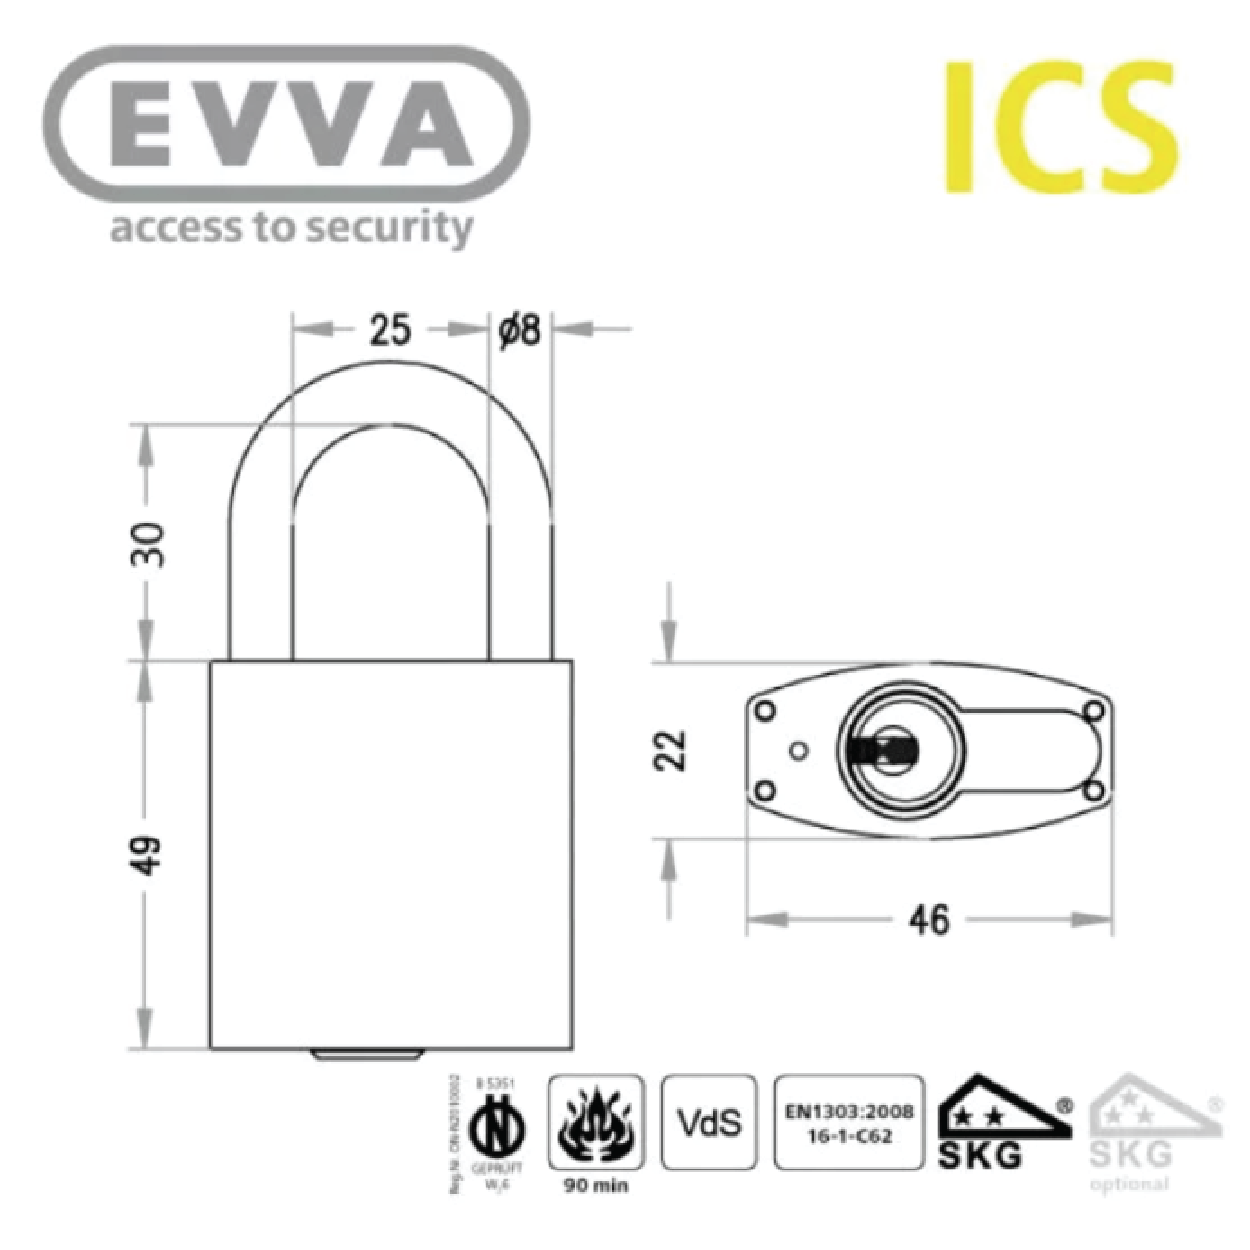 EVVA
access to security
ICS
25
ø8
30
49
22
46
Reg.Nr. ON-N2010002
B 5351
N
GEPRÜFT
W26
90 min
VdS
EN1303:2008
16-1-C62
SKG ®
SKG ®
optional